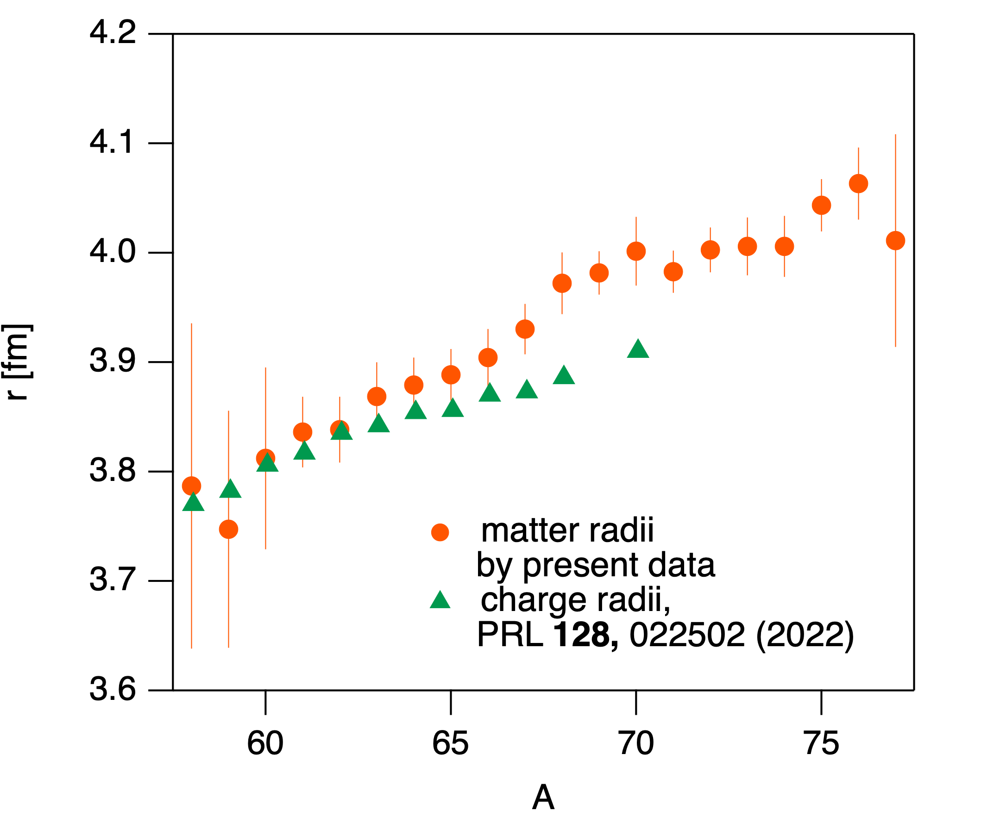 4.2
4.1
4.0
3.9
3.8
3.7
3.6
r [fm]
matter radii
by present data
charge radii,
PRL 128, 022502 (2022)
60 65 70 75
A